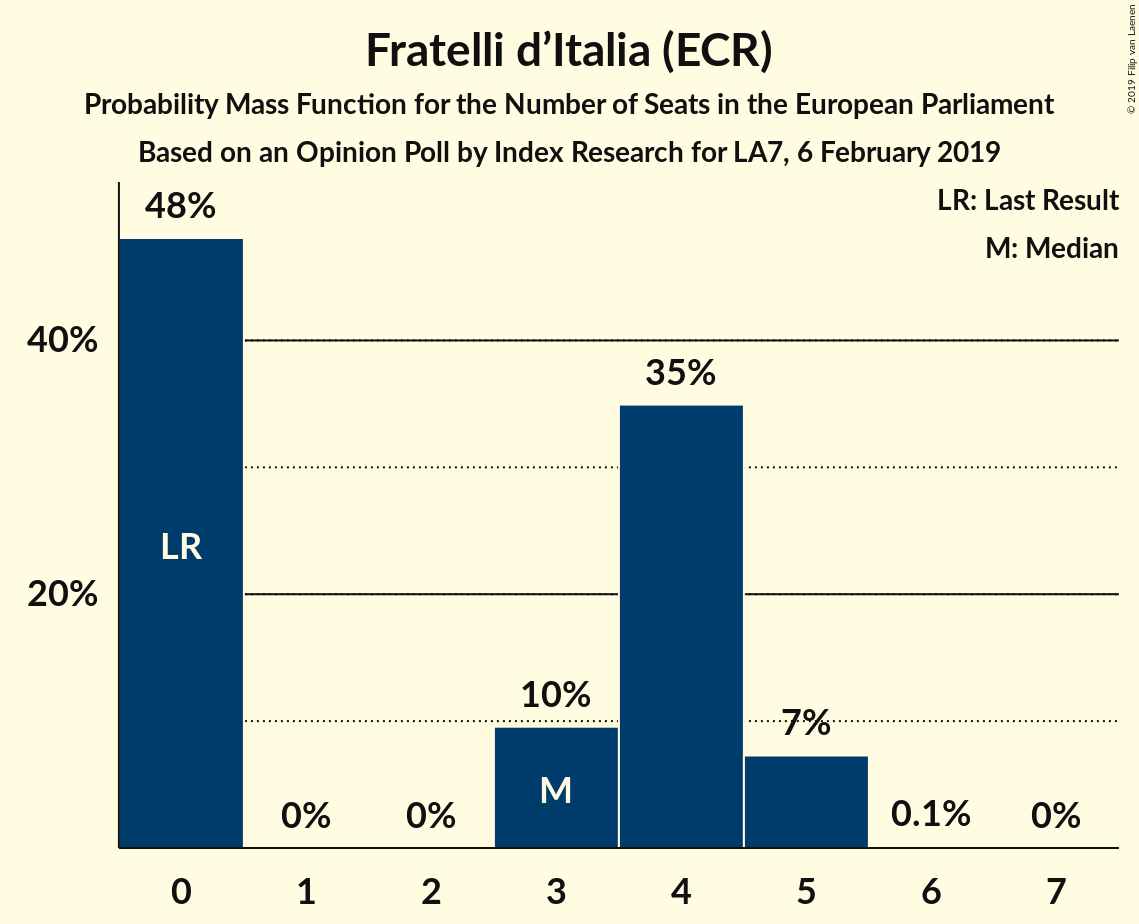 © 2019 Filip van Laenen
Fratelli d’Italia (ECR)
Probability Mass Function for the Number of Seats in the European Parliament
Based on an Opinion Poll by Index Research for LA7, 6 February 2019
LR: Last Result
M: Median
48%
40%
35%
LR
20%
10%
7%
M
0%
0%
0.1%
0%
0 1 2 3 4 5 6 7